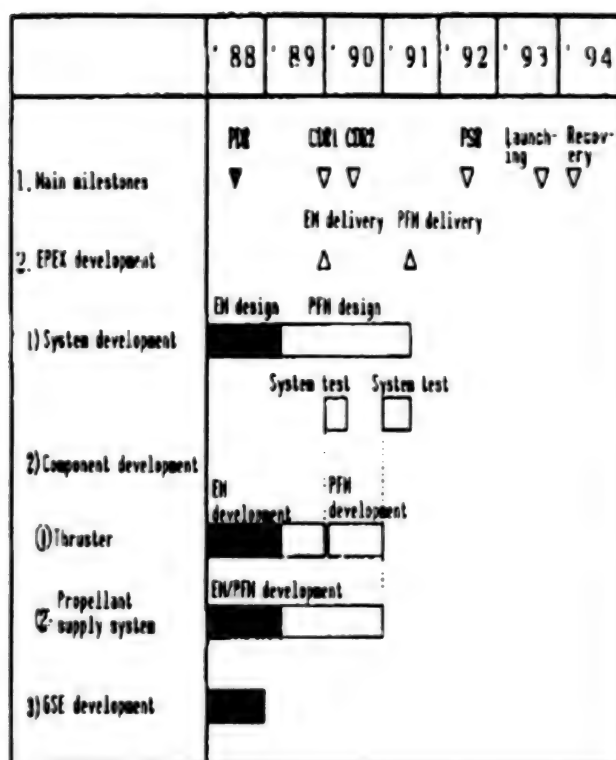 ' 88 ' 89 ' 90 ' 91 ' 92 ' 93 ' 94
PDR CDR1 CDR2 PSR Launch-ing Recov-ery
1. Main milestones
EM delivery PFM delivery
2. EPEX development
EM design PFM design
1) System development
System test System test
2) Component development
EM development PFM development
(1) Thruster
EM/PFM development
(2) Propellant supply system
3) GSE development